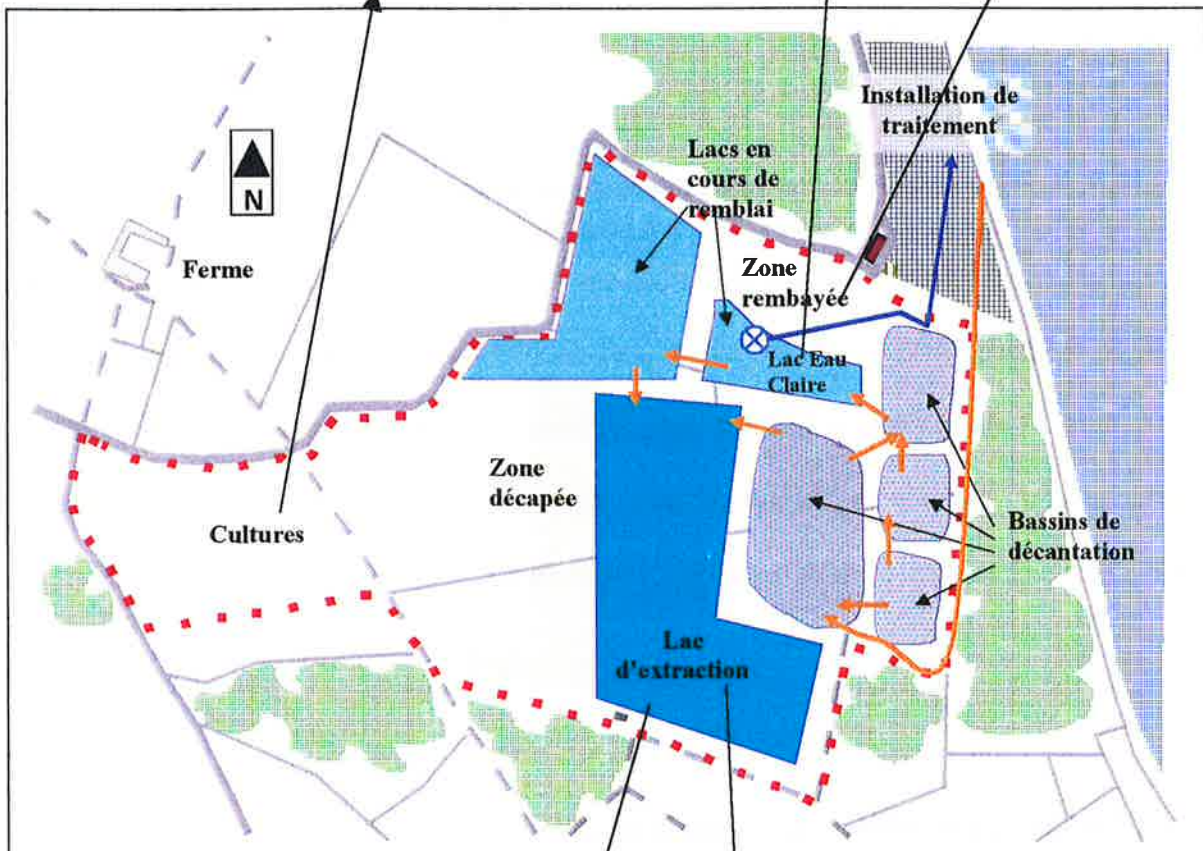 Installation de
traitement
Lacs en
cours de
remblai
N
Ferme
Zone
rembayée
Lac Eau
Claire
Zone
décapée
Cultures
Bassins de
décantation
Lac
d'extraction